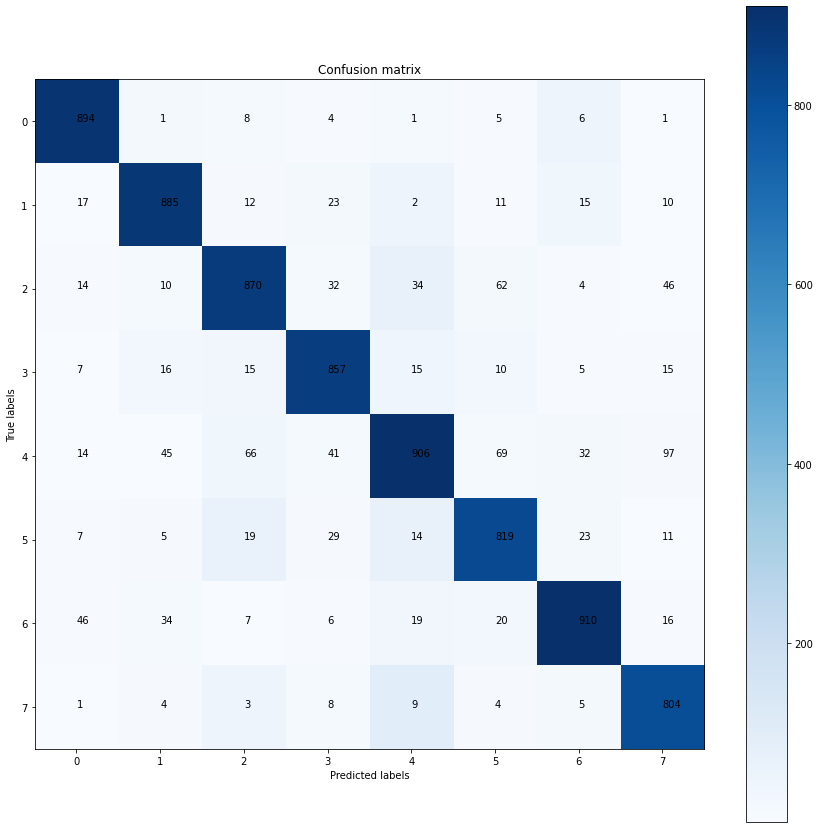 Confusion matrix
0 894 1 8 4 1 5 6 1
1 17 885 12 23 2 11 15 10
2 14 10 870 32 34 62 4 46
3 7 16 15 857 15 10 5 15
4 14 45 66 41 906 69 32 97
5 7 5 19 29 14 819 23 11
6 46 34 7 6 19 20 910 16
7 1 4 3 8 9 4 5 804
0 1 2 3 4 5 6 7
True labels
Predicted labels
800
600
400
200